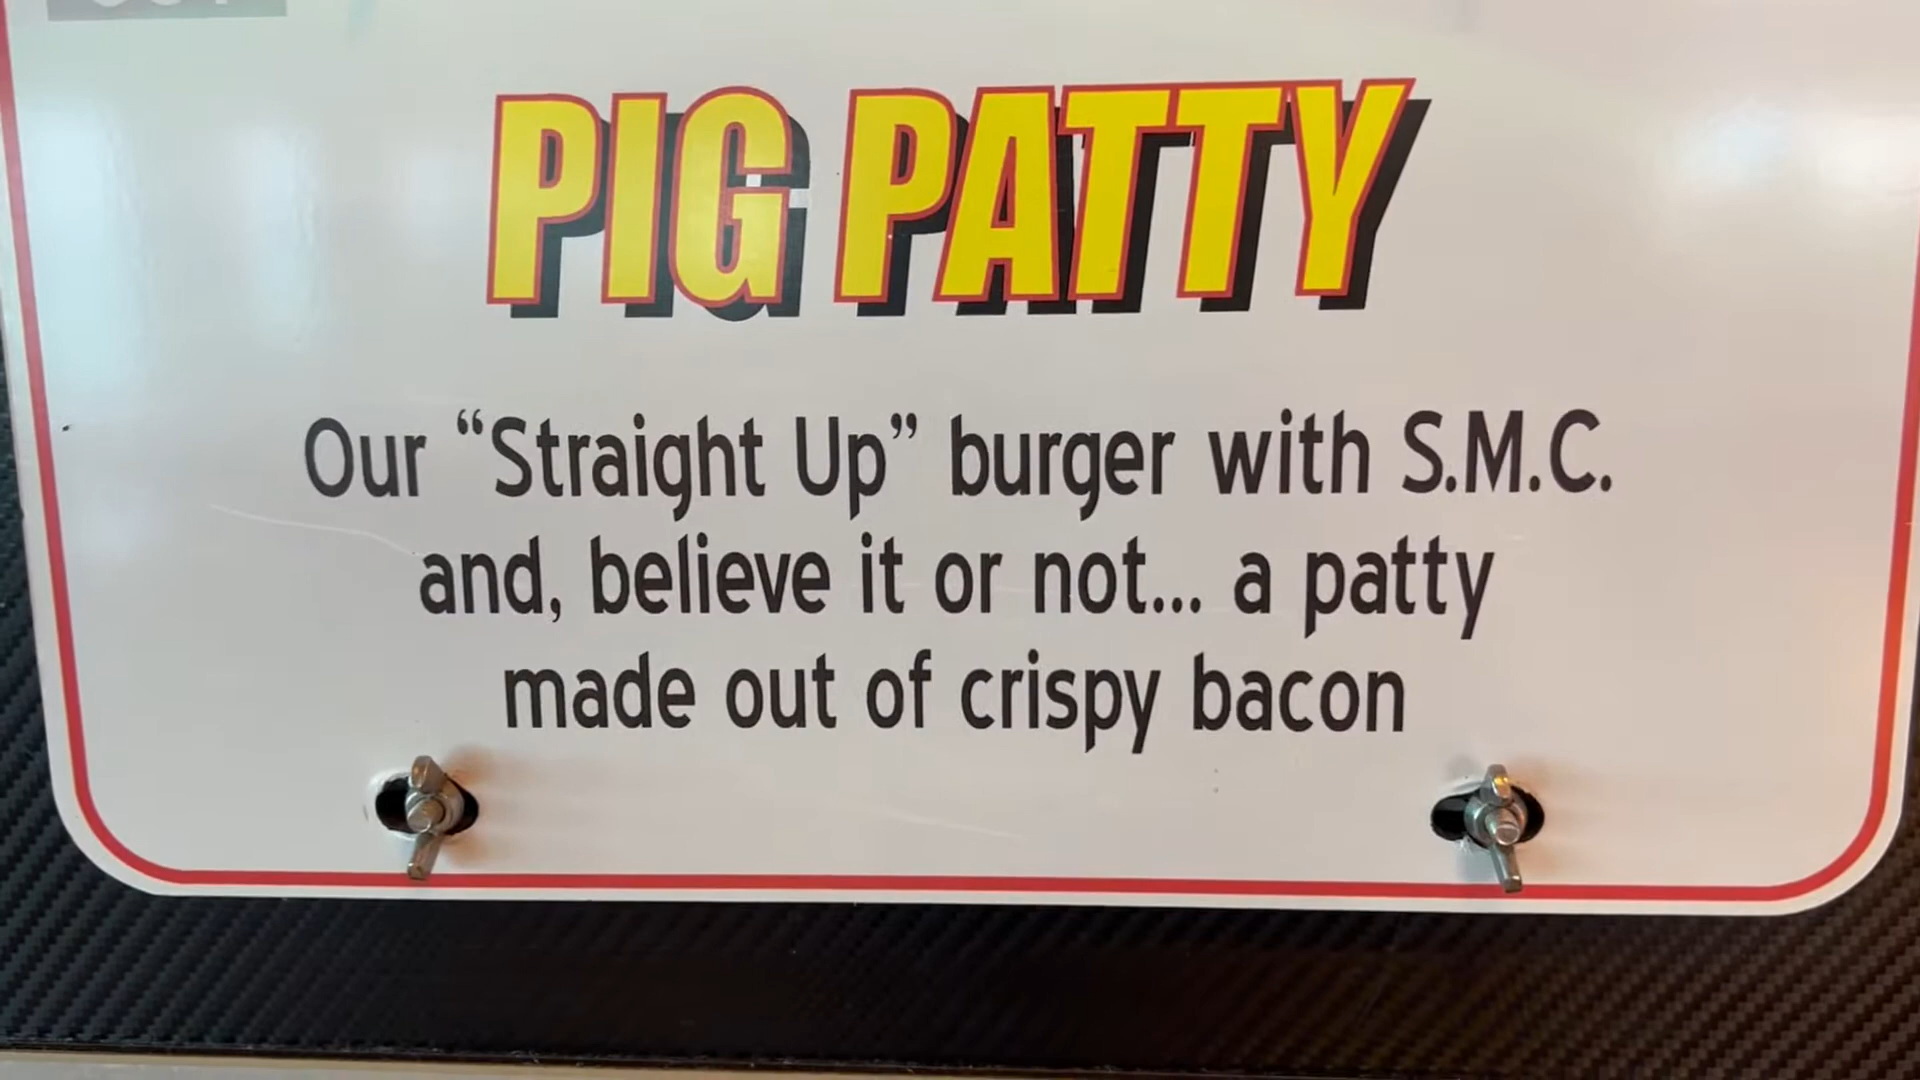 PIG PATTY
Our “Straight Up” burger with S.M.C.
and, believe it or not... a patty
made out of crispy bacon